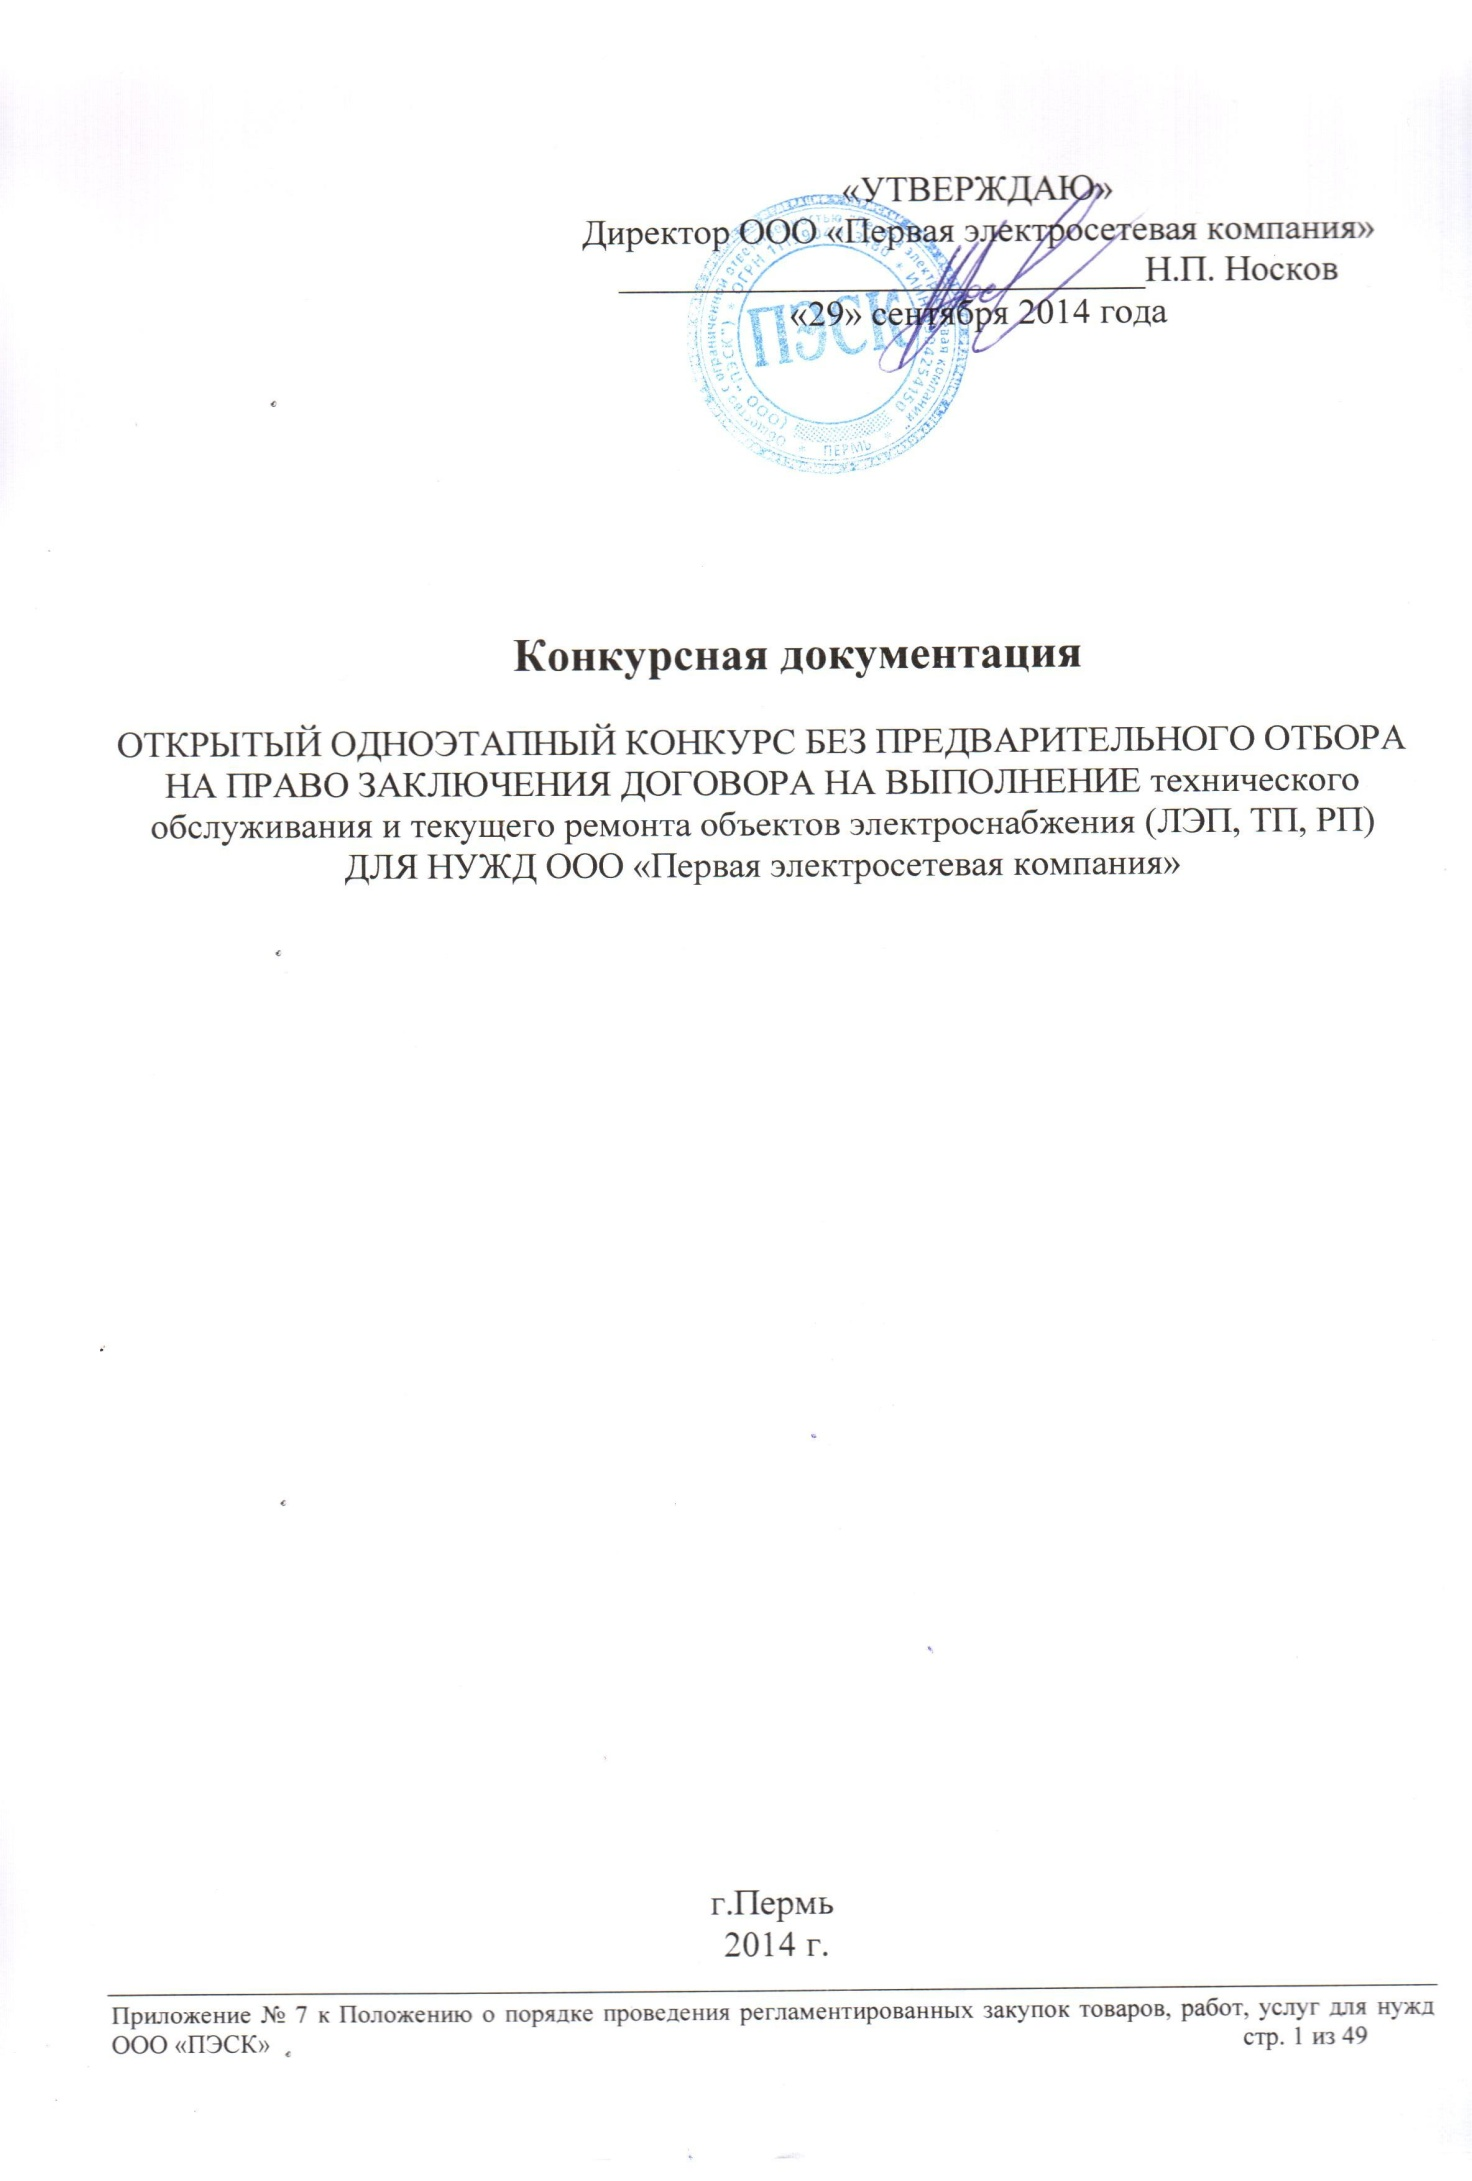 «УТВЕРЖДАЮ»
Директор ООО «Первая электросетевая компания»
Н.П. Носков
«29» сентября 2014 года
ПЭСК
ПЕРМЬ
Конкурсная документация
ОТКРЫТЫЙ ОДНОЭТАПНЫЙ КОНКУРС БЕЗ ПРЕДВАРИТЕЛЬНОГО ОТБОРА
НА ПРАВО ЗАКЛЮЧЕНИЯ ДОГОВОРА НА ВЫПОЛНЕНИЕ технического
обслуживания и текущего ремонта объектов электроснабжения (ЛЭП, ТП, РП)
ДЛЯ НУЖД ООО «Первая электросетевая компания»
г.Пермь
2014 г.
Приложение № 7 к Положению о порядке проведения регламентированных закупок товаров, работ, услуг для нужд
ООО «ПЭСК» стр. 1 из 49